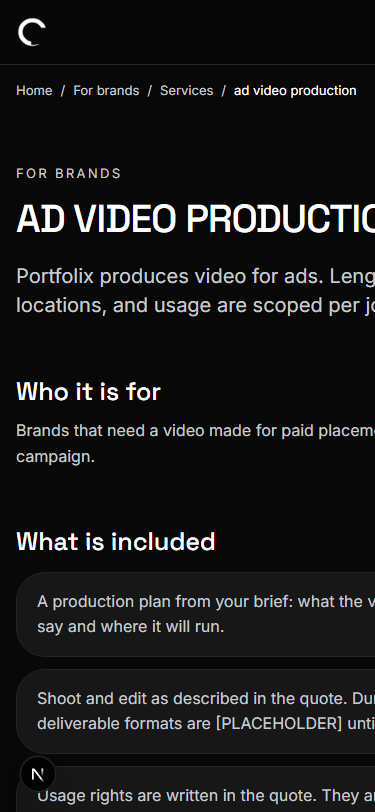 Home / For brands / Services / ad video production
FOR BRANDS
AD VIDEO PRODUCTIO
Portfolix produces video for ads. Leng
locations, and usage are scoped per jo
Who it is for
Brands that need a video made for paid placem
campaign.
What is included
A production plan from your brief: what the v
say and where it will run.
Shoot and edit as described in the quote. Du
deliverable formats are [PLACEHOLDER] unti
N
Usage rights are written in the quote. They a